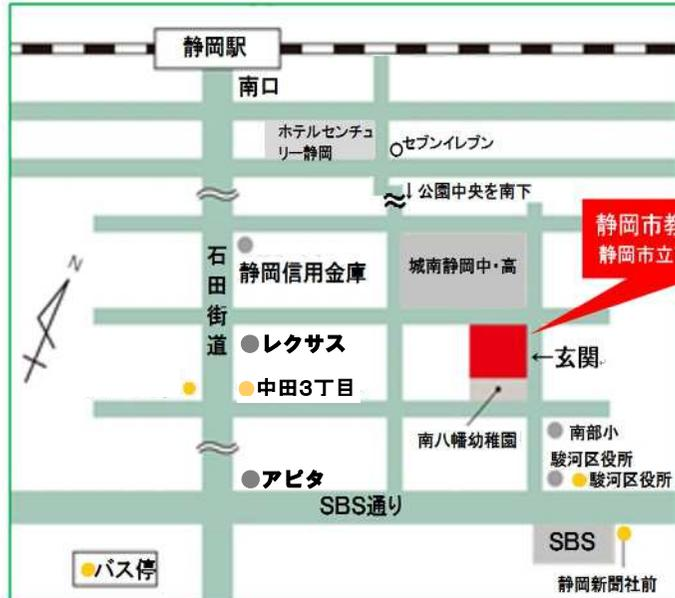 静岡駅
南口
ホテルセンチュ
リー静岡
セブンイレブン
↓公園中央を南下
静岡市教
静岡市立
N
石田街道
静岡信用金庫
城南静岡中・高
レクサス
←玄関
中田3丁目
南八幡幼稚園
南部小
駿河区役所
駿河区役所
アピタ
SBS通り
SBS
バス停
静岡新聞社前